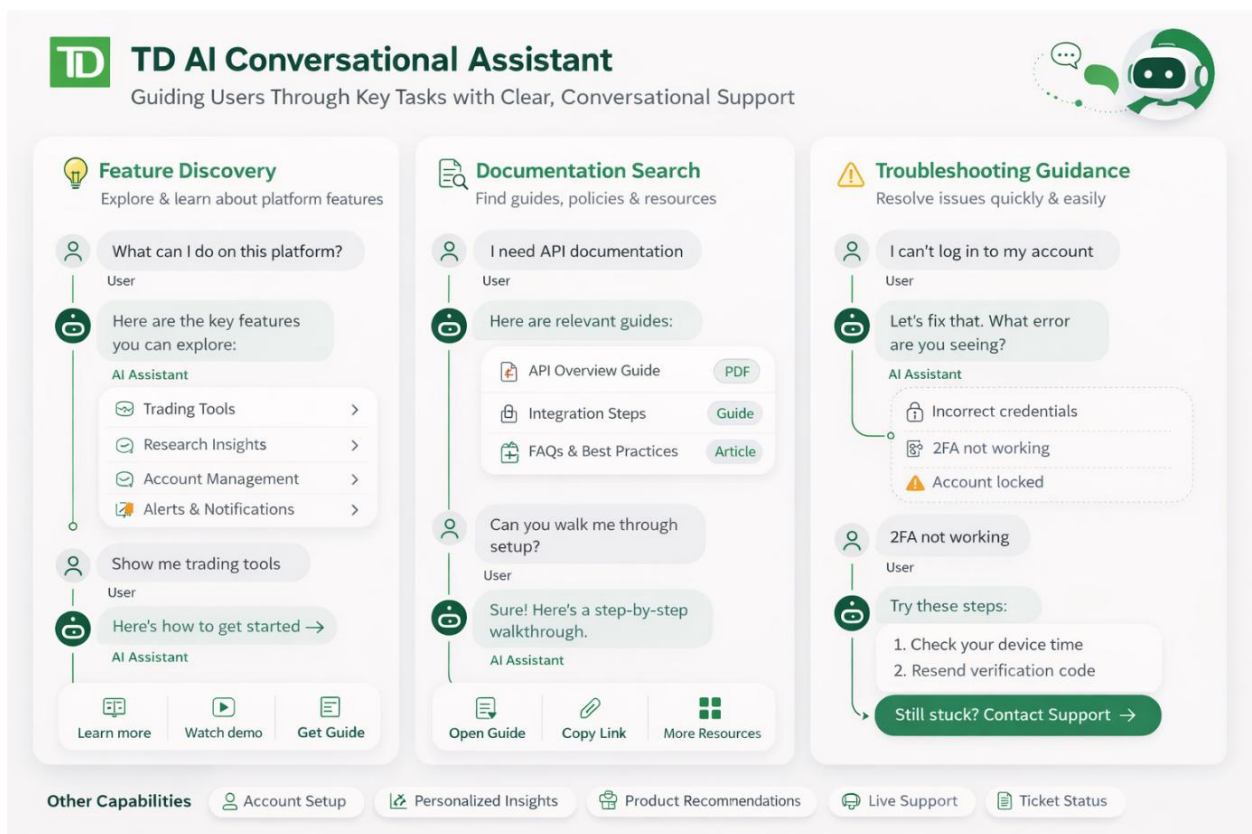 TD
TD AI Conversational Assistant
Guiding Users Through Key Tasks with Clear, Conversational Support
Feature Discovery
Explore & learn about platform features
What can I do on this platform?
User
Here are the key features
you can explore:
AI Assistant
Trading Tools
Research Insights
Account Management
Alerts & Notifications
Show me trading tools
User
Here's how to get started →
AI Assistant
Learn more
Watch demo
Get Guide
Documentation Search
Find guides, policies & resources
I need API documentation
User
Here are relevant guides:
API Overview Guide
PDF
Integration Steps
Guide
FAQs & Best Practices
Article
Can you walk me through
setup?
User
Sure! Here's a step-by-step
walkthrough.
AI Assistant
Open Guide
Copy Link
More Resources
Troubleshooting Guidance
Resolve issues quickly & easily
I can't log in to my account
User
Let's fix that. What error
are you seeing?
AI Assistant
Incorrect credentials
2FA not working
Account locked
2FA not working
User
Try these steps:
1. Check your device time
2. Resend verification code
Still stuck? Contact Support →
Other Capabilities
Account Setup
Personalized Insights
Product Recommendations
Live Support
Ticket Status